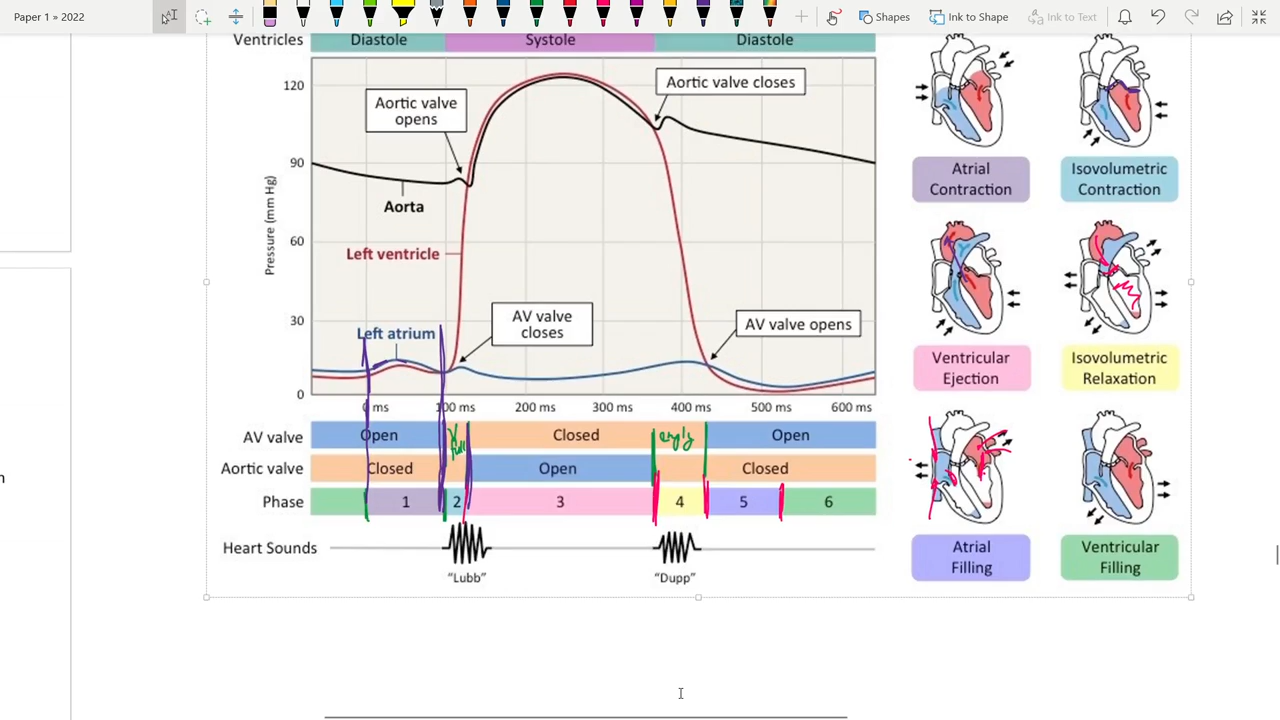 Paper 1 » 2022
Shapes
Ink to Shape
Ink to Text
Ventricles
Diastole
Systole
Diastole
120
90
60
30
0
Pressure (mm Hg)
Aortic valve
opens
Aortic valve closes
Aorta
Left ventricle
Left atrium
AV valve
closes
AV valve opens
0 ms
100 ms
200 ms
300 ms
400 ms
500 ms
600 ms
AV valve
Open
full
Closed
Open
Aortic valve
Closed
Open
Closed
Phase
1
2
3
4
5
6
Heart Sounds
“Lubb”
“Dupp”
Atrial
Contraction
Isovolumetric
Contraction
Ventricular
Ejection
Isovolumetric
Relaxation
Atrial
Filling
Ventricular
Filling
n